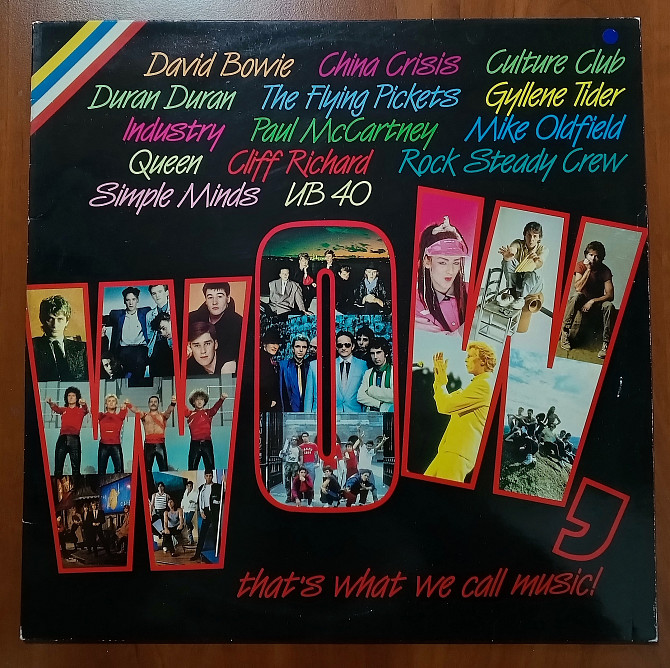 David Bowie China Crisis Culture Club
Duran Duran The Flying Pickets Gyllene Tider
Industry Paul McCartney Mike Oldfield
Queen Cliff Richard Rock Steady Crew
Simple Minds UB 40
WOW,
that's what we call music!